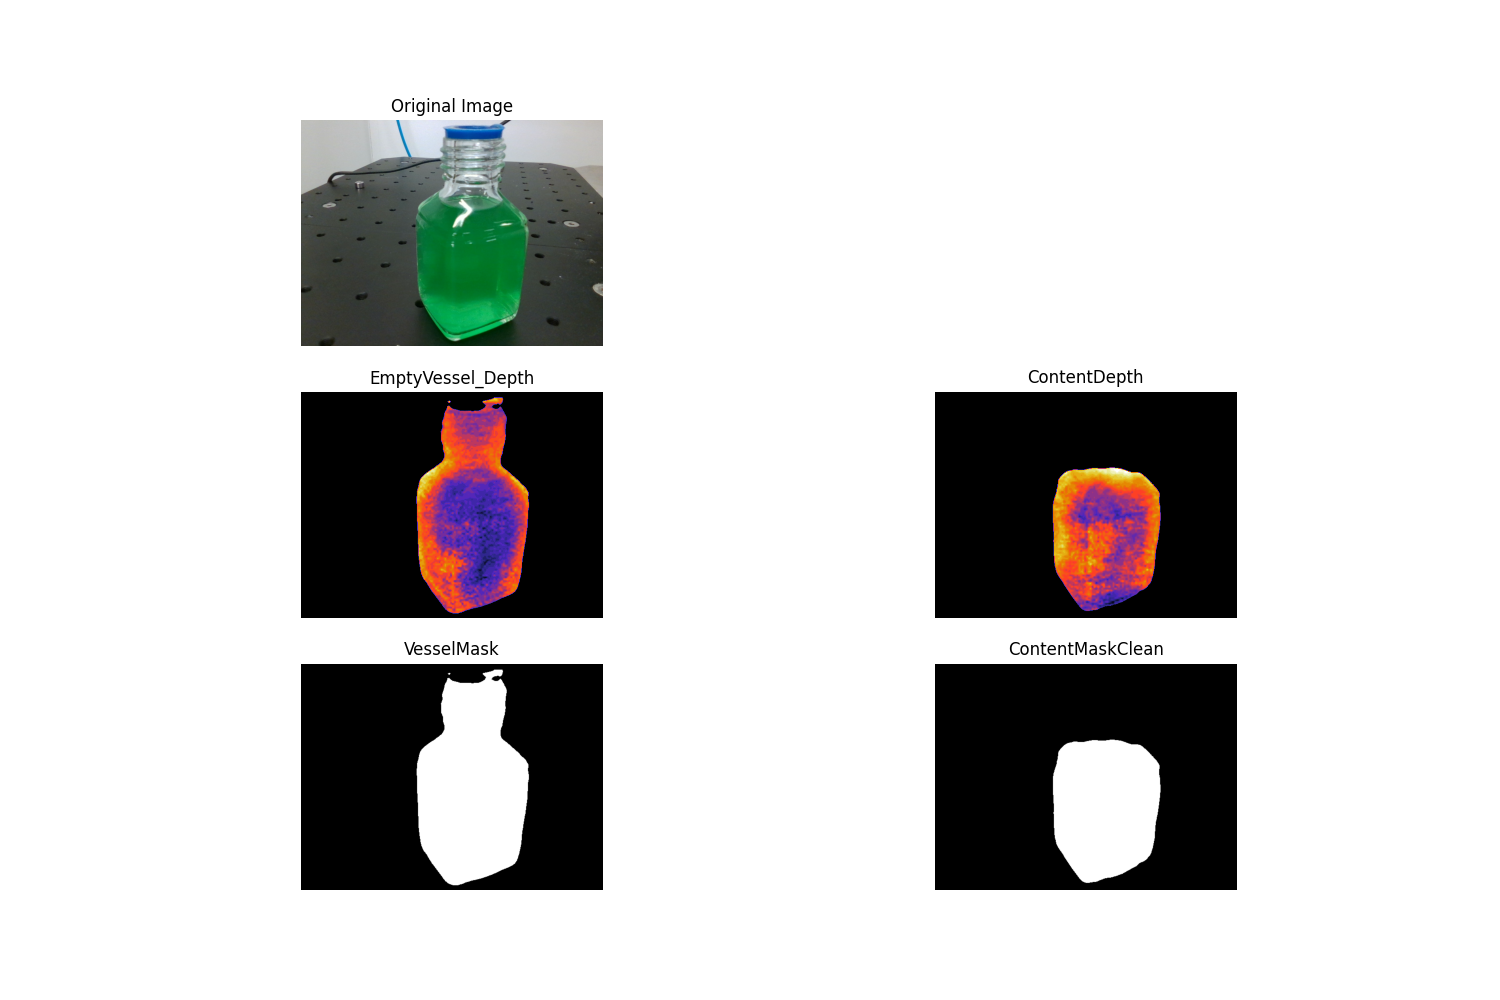 Original Image
EmptyVessel_Depth
ContentDepth
VesselMask
ContentMaskClean